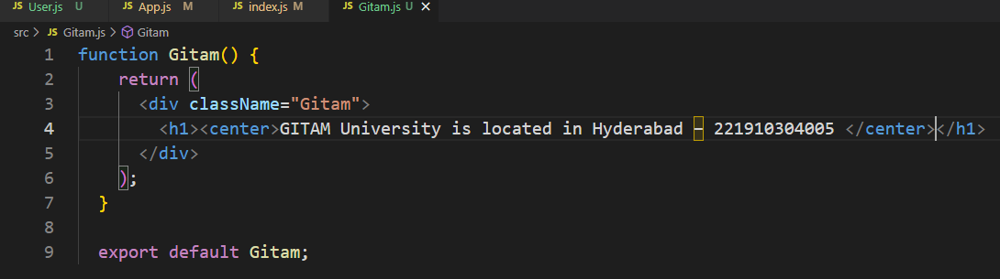 JS User.js U JS App.js M JS index.js M JS Gitam.js U ×
src > JS Gitam.js > Gitam
1 function Gitam() {
2     return (
3       <div className="Gitam">
4         <h1><center>GITAM University is located in Hyderabad – 221910304005 </center></h1>
5       </div>
6     );
7   }
8
9   export default Gitam;